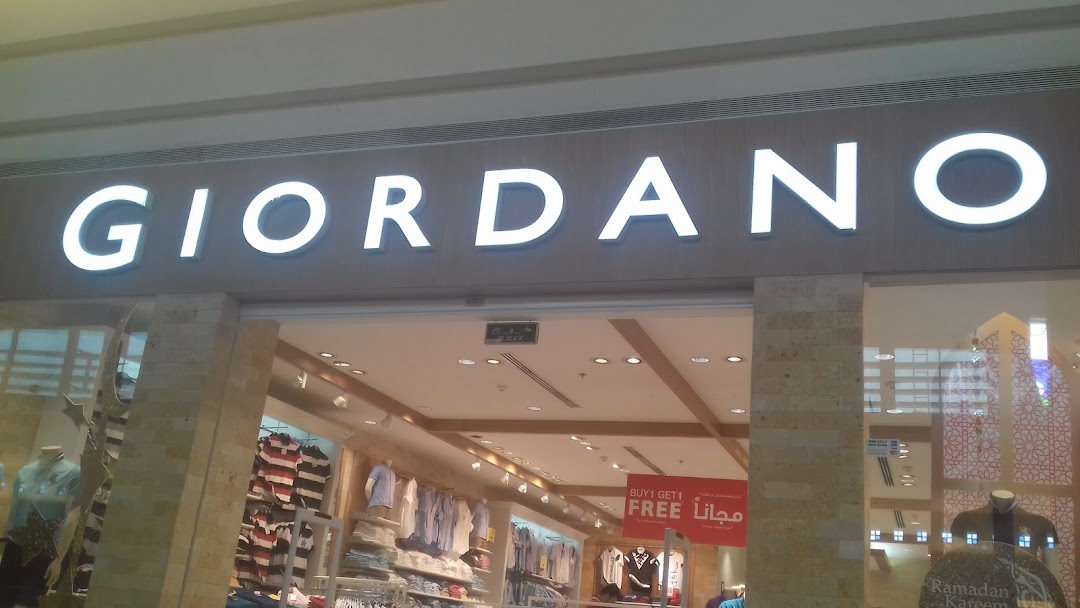 GIORDANO
EXIT
BUY 1 GET 1
FREE
مجاناً
Ramadan
Kareem